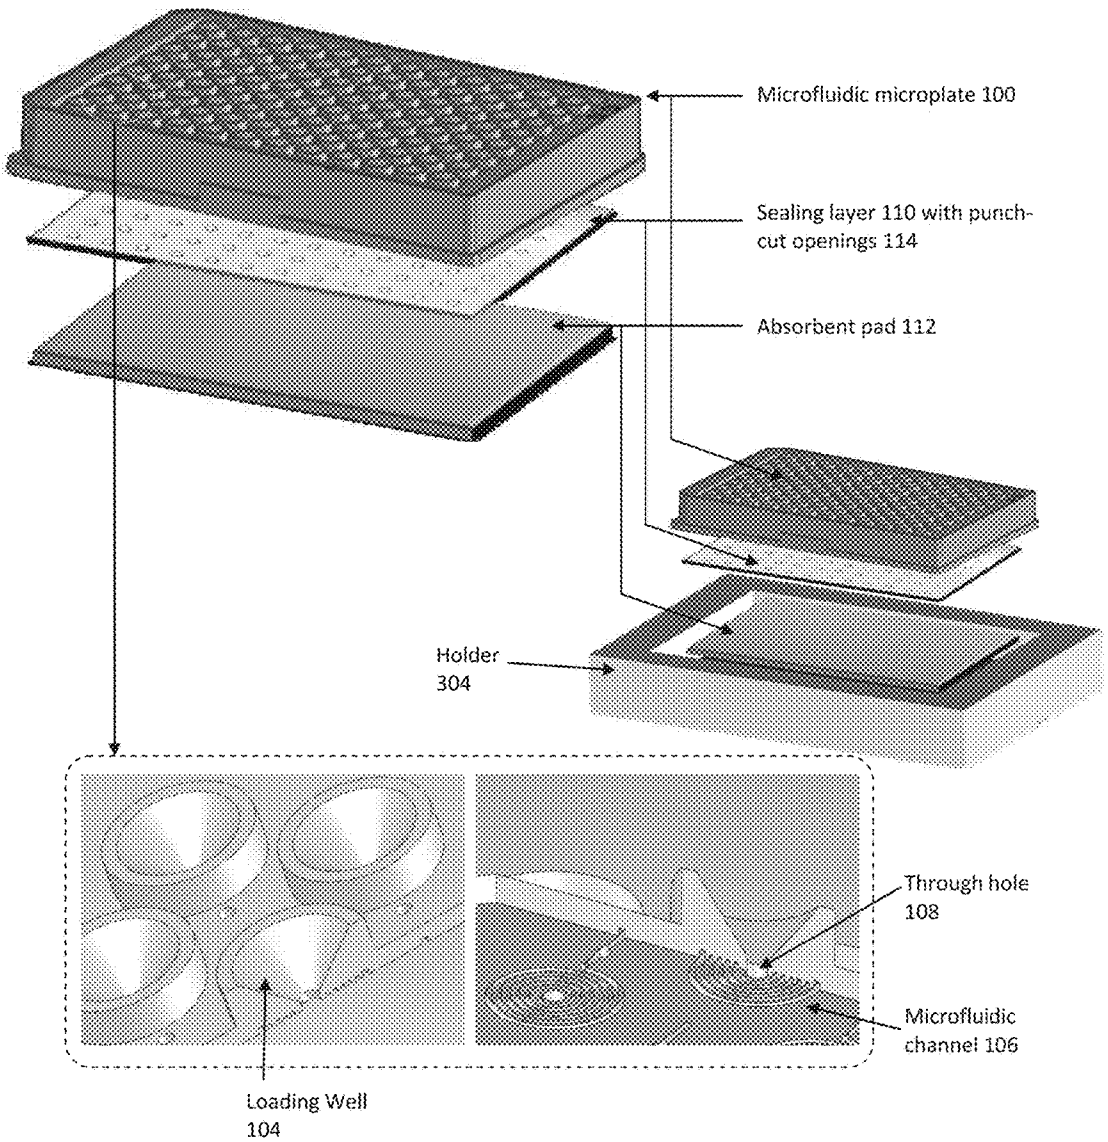 Microfluidic microplate 100
Sealing layer 110 with punch-
cut openings 114
Absorbent pad 112
Holder
304
Through hole
108
Microfluidic
channel 106
Loading Well
104